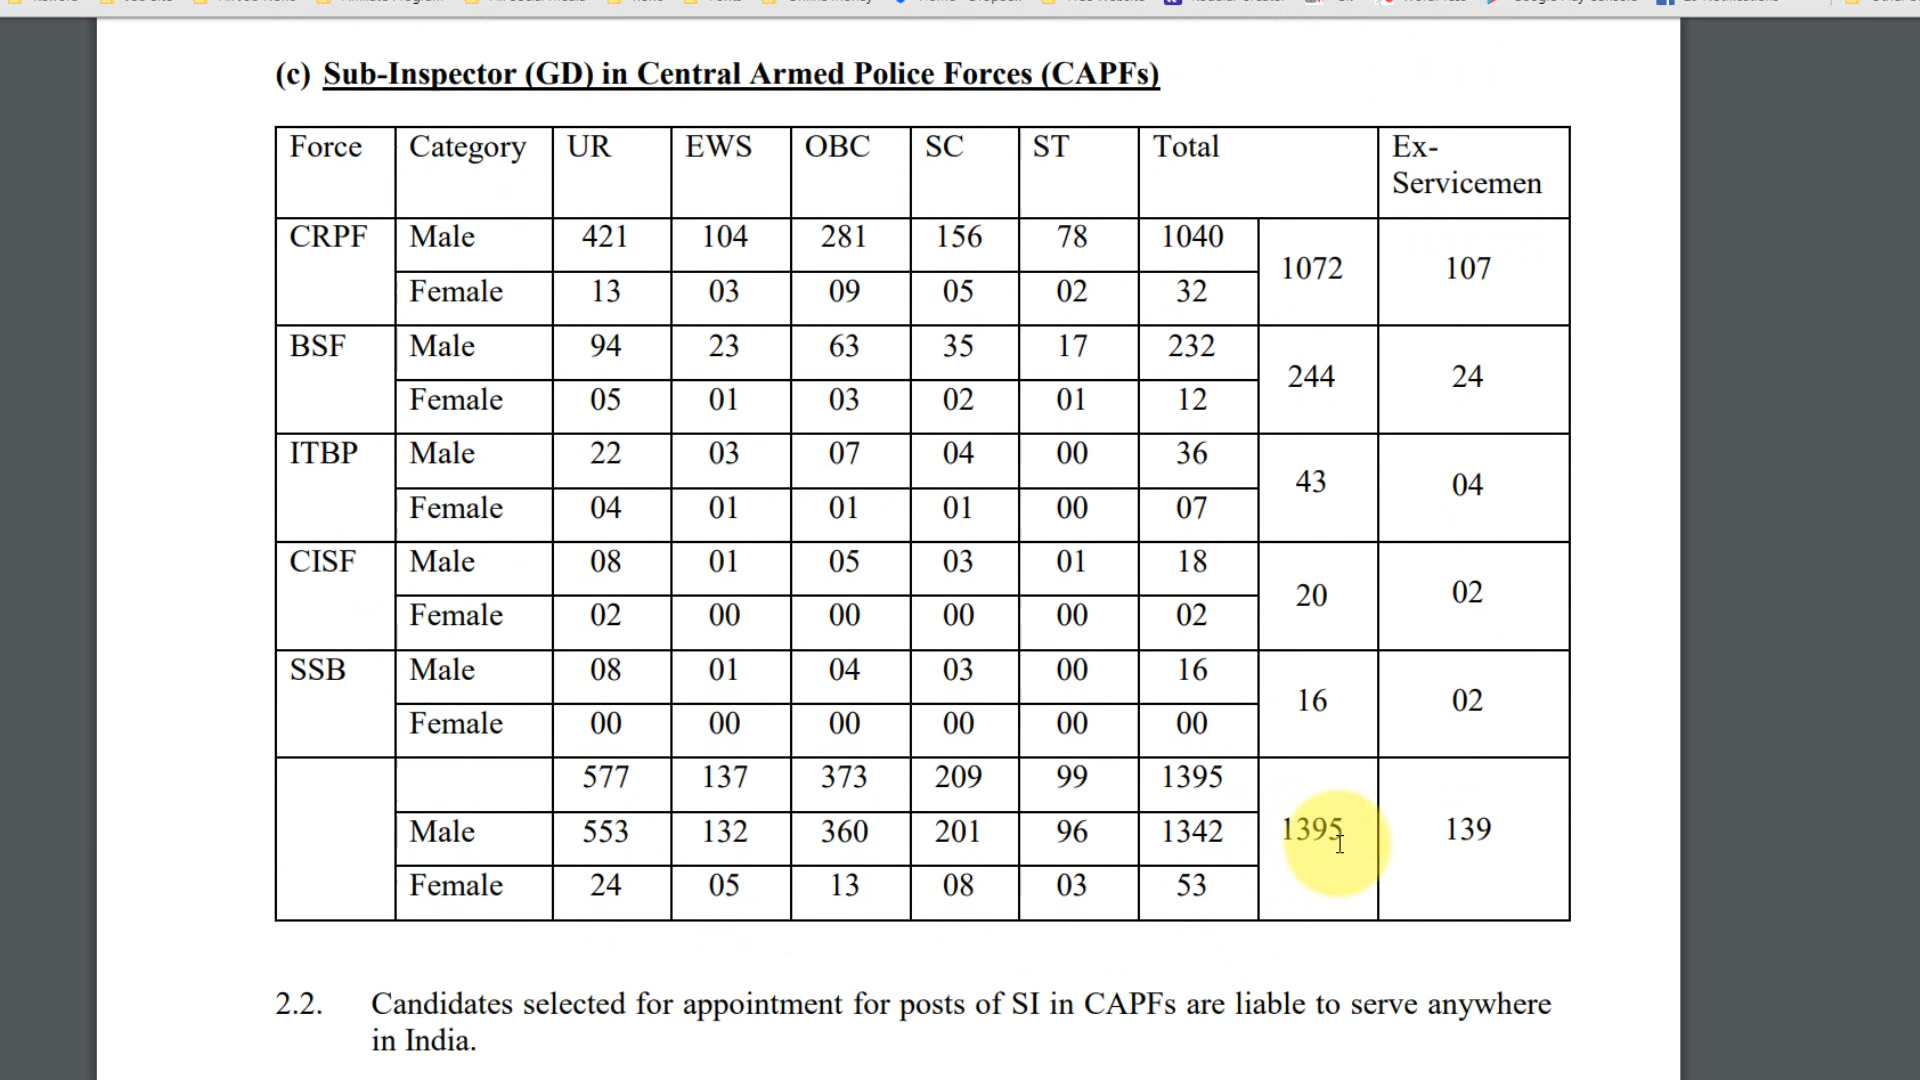 (c) Sub-Inspector (GD) in Central Armed Police Forces (CAPFs)
Force Category UR EWS OBC SC ST Total Ex-
Servicemen
CRPF Male 421 104 281 156 78 1040 1072 107
Female 13 03 09 05 02 32
BSF Male 94 23 63 35 17 232 244 24
Female 05 01 03 02 01 12
ITBP Male 22 03 07 04 00 36 43 04
Female 04 01 01 01 00 07
CISF Male 08 01 05 03 01 18 20 02
Female 02 00 00 00 00 02
SSB Male 08 01 04 03 00 16 16 02
Female 00 00 00 00 00 00
577 137 373 209 99 1395 1395 139
Male 553 132 360 201 96 1342
Female 24 05 13 08 03 53
2.2. Candidates selected for appointment for posts of SI in CAPFs are liable to serve anywhere
in India.